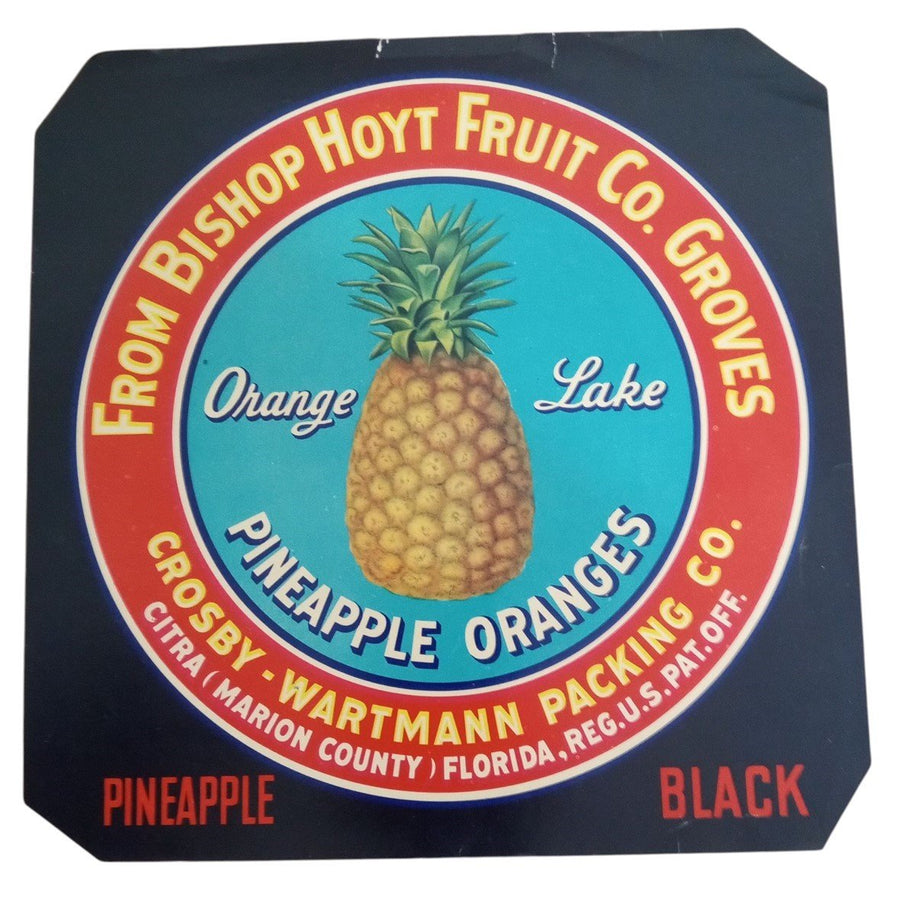 FROM BISHOP HOYT FRUIT CO. GROVES
Orange Lake
PINEAPPLE ORANGES
CROSBY-WARTMANN PACKING CO.
CITRA (MARION COUNTY) FLORIDA, REG. U.S. PAT. OFF.
PINEAPPLE BLACK